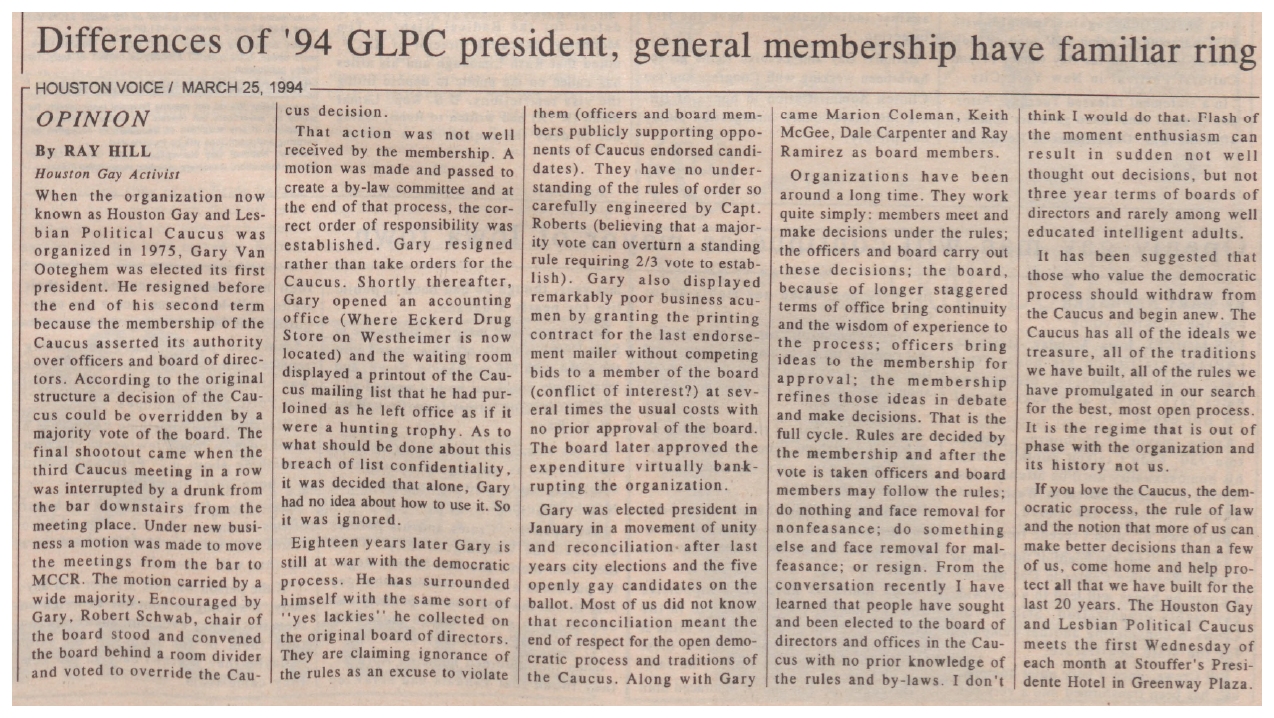 Differences of '94 GLPC president, general membership have familiar ring
HOUSTON VOICE / MARCH 25, 1994
OPINION
By RAY HILL
Houston Gay Activist
When the organization now
known as Houston Gay and Les-
bian Political Caucus was
organized in 1975, Gary Van
Ooteghem was elected its first
president. He resigned before
the end of his second term
because the membership of the
Caucus asserted its authority
over officers and board of direc-
tors. According to the original
structure a decision of the Cau-
cus could be overridden by a
majority vote of the board. The
final shootout came when the
third Caucus meeting in a row
was interrupted by a drunk from
the bar downstairs from the
meeting place. Under new busi-
ness a motion was made to move
the meetings from the bar to
MCCR. The motion carried by a
wide majority. Encouraged by
Gary, Robert Schwab, chair of
the board stood and convened
the board behind a room divider
and voted to override the Cau-
cus decision.
That action was not well
received by the membership. A
motion was made and passed to
create a by-law committee and at
the end of that process, the cor-
rect order of responsibility was
established. Gary resigned
rather than take orders for the
Caucus. Shortly thereafter,
Gary opened an accounting
office (Where Eckerd Drug
Store on Westheimer is now
located) and the waiting room
displayed a printout of the Cau-
cus mailing list that he had pur-
loined as he left office as if it
were a hunting trophy. As to
what should be done about this
breach of list confidentiality,
it was decided that alone, Gary
had no idea about how to use it. So
it was ignored.
Eighteen years later Gary is
still at war with the democratic
process. He has surrounded
himself with the same sort of
"yes lackies" he collected on
the original board of directors.
They are claiming ignorance of
the rules as an excuse to violate
them (officers and board mem-
bers publicly supporting oppo-
nents of Caucus endorsed candi-
dates). They have no under-
standing of the rules of order so
carefully engineered by Capt.
Roberts (believing that a major-
ity vote can overturn a standing
rule requiring 2/3 vote to estab-
lish). Gary also displayed
remarkably poor business acu-
men by granting the printing
contract for the last endorse-
ment mailer without competing
bids to a member of the board
(conflict of interest?) at sev-
eral times the usual costs with
no prior approval of the board.
The board later approved the
expenditure virtually bank-
rupting the organization.
Gary was elected president in
January in a movement of unity
and reconciliation after last
years city elections and the five
openly gay candidates on the
ballot. Most of us did not know
that reconciliation meant the
end of respect for the open demo-
cratic process and traditions of
the Caucus. Along with Gary
came Marion Coleman, Keith
McGee, Dale Carpenter and Ray
Ramirez as board members.
Organizations have been
around a long time. They work
quite simply: members meet and
make decisions under the rules;
the officers and board carry out
these decisions; the board,
because of longer staggered
terms of office bring continuity
and the wisdom of experience to
the process; officers bring
ideas to the membership for
approval; the membership
refines those ideas in debate
and make decisions. That is the
full cycle. Rules are decided by
the membership and after the
vote is taken officers and board
members may follow the rules;
do nothing and face removal for
nonfeasance; do something
else and face removal for mal-
feasance; or resign. From the
conversation recently I have
learned that people have sought
and been elected to the board of
directors and offices in the Cau-
cus with no prior knowledge of
the rules and by-laws. I don't
think I would do that. Flash of
the moment enthusiasm can
result in sudden not well
thought out decisions, but not
three year terms of boards of
directors and rarely among well
educated intelligent adults.
It has been suggested that
those who value the democratic
process should withdraw from
the Caucus and begin anew. The
Caucus has all of the ideals we
treasure, all of the traditions
we have built, all of the rules we
have promulgated in our search
for the best, most open process.
It is the regime that is out of
phase with the organization and
its history not us.
If you love the Caucus, the dem-
ocratic process, the rule of law
and the notion that more of us can
make better decisions than a few
of us, come home and help pro-
tect all that we have built for the
last 20 years. The Houston Gay
and Lesbian Political Caucus
meets the first Wednesday of
each month at Stouffer's Presi-
dente Hotel in Greenway Plaza.